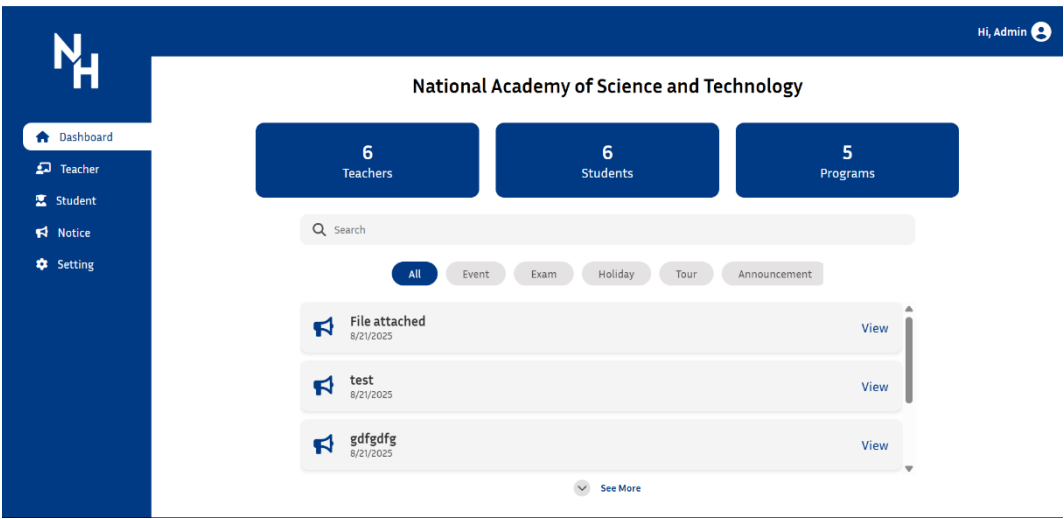 NH
Hi, Admin
Dashboard
Teacher
Student
Notice
Setting
National Academy of Science and Technology
6
Teachers
6
Students
5
Programs
Search
All Event Exam Holiday Tour Announcement
File attached
8/21/2025
View
test
8/21/2025
View
gdfgdfg
8/21/2025
View
See More